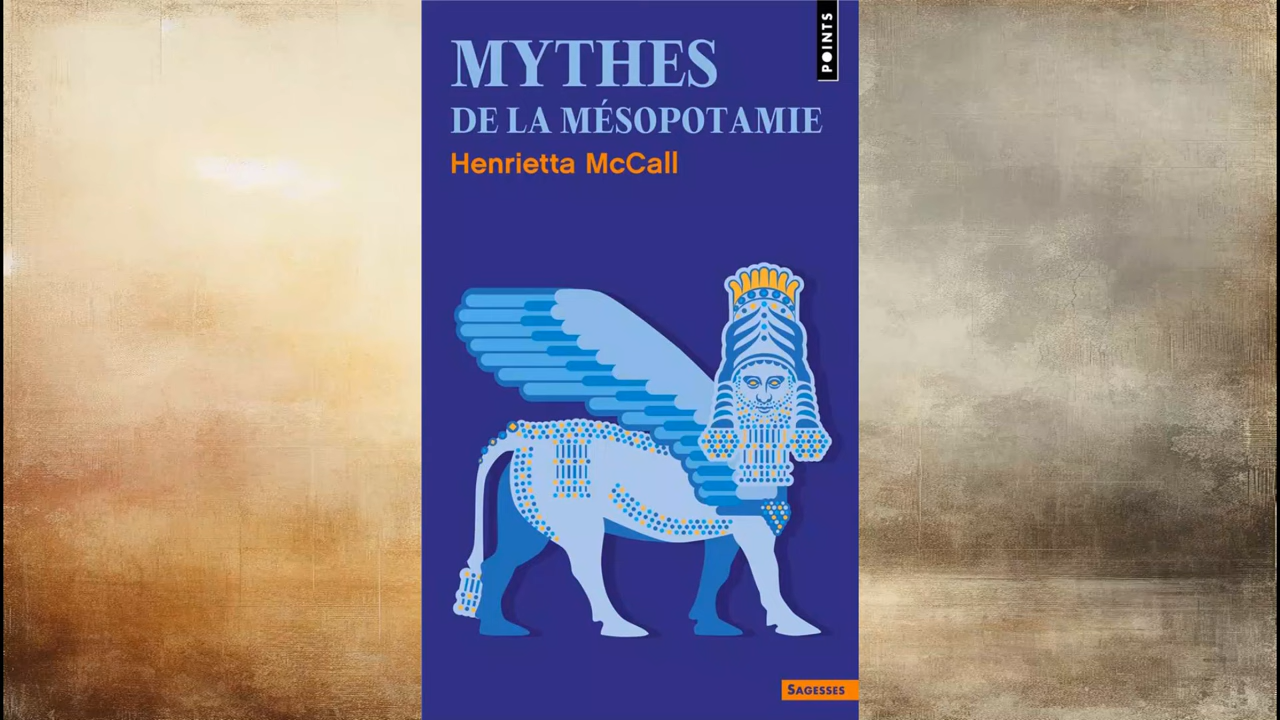 MYTHES
DE LA MÉSOPOTAMIE
Henrietta McCall
POINTS
SAGESSES